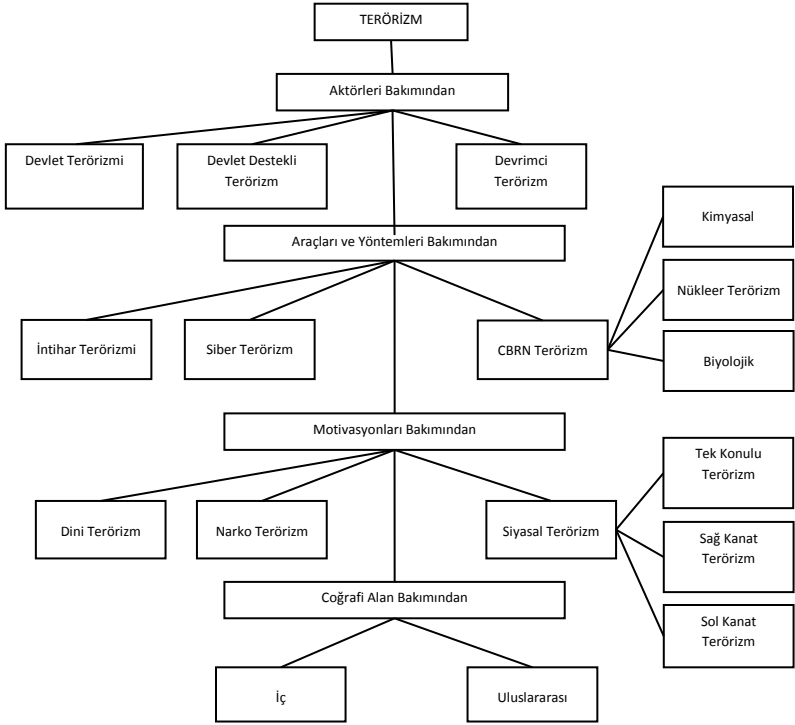 TERÖRİZM
Aktörleri Bakımından
Devlet Terörizmi
Devlet Destekli
Terörizm
Devrimci
Terörizm
Araçları ve Yöntemleri Bakımından
Kimyasal
Nükleer Terörizm
Biyolojik
İntihar Terörizmi
Siber Terörizm
CBRN Terörizm
Motivasyonları Bakımından
Tek Konulu
Terörizm
Sağ Kanat
Terörizm
Sol Kanat
Terörizm
Dini Terörizm
Narko Terörizm
Siyasal Terörizm
Coğrafi Alan Bakımından
İç
Uluslararası